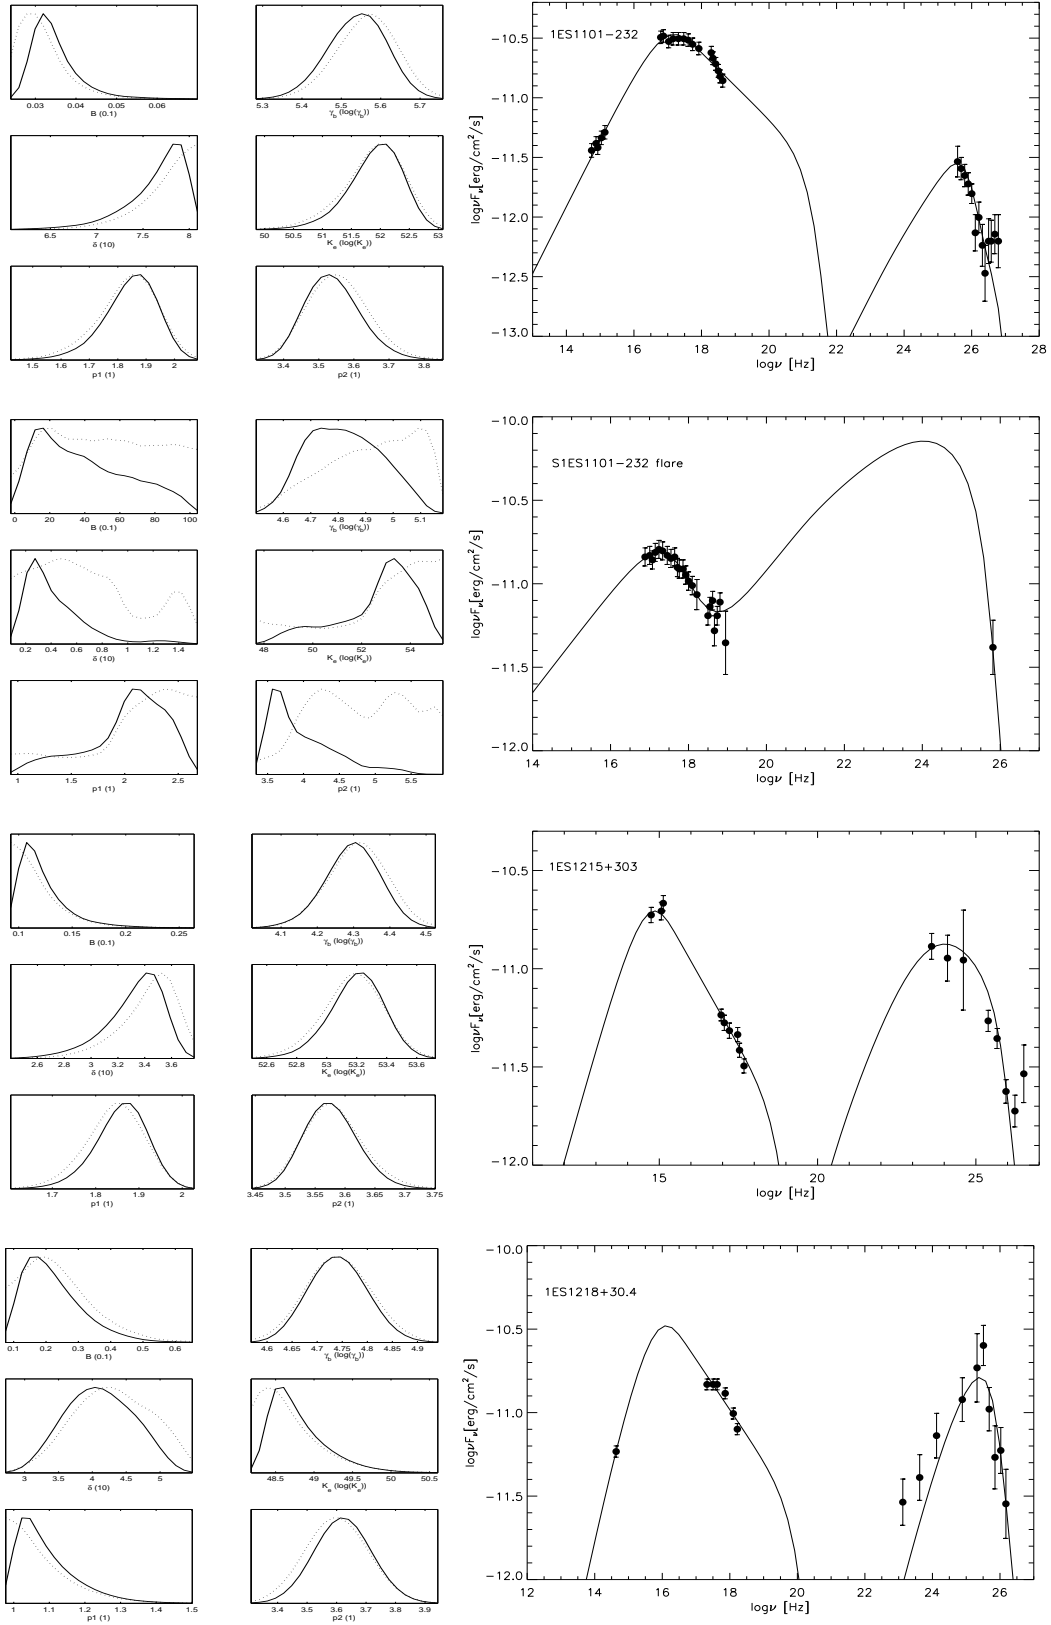 0.03 0.04 0.05 0.06
B (0.1)
5.3 5.4 5.5 5.6 5.7
γb (log(γb))
6.5 7 7.5 8
δ (10)
50 50.5 51 51.5 52 52.5 53
Ke (log(Ke))
1.5 1.6 1.7 1.8 1.9 2
p1 (1)
3.4 3.5 3.6 3.7 3.8
p2 (1)
1ES1101−232
logνFν[erg/cm²/s]
−10.5
−11.0
−11.5
−12.0
−12.5
−13.0
14 16 18 20 22 24 26 28
logν [Hz]
0 20 40 60 80 100
B (0.1)
4.6 4.7 4.8 4.9 5 5.1
γb (log(γb))
0.2 0.4 0.6 0.8 1 1.2 1.4
δ (10)
48 50 52 54
Ke (log(Ke))
1 1.5 2 2.5
p1 (1)
3.5 4 4.5 5 5.5
p2 (1)
S1ES1101−232 flare
logνFν[erg/cm²/s]
−10.0
−10.5
−11.0
−11.5
−12.0
14 16 18 20 22 24 26
logν [Hz]
0.1 0.15 0.2 0.25
B (0.1)
4.1 4.2 4.3 4.4 4.5
γb (log(γb))
2.6 2.8 3 3.2 3.4 3.6
δ (10)
52.6 52.8 53 53.2 53.4 53.6
Ke (log(Ke))
1.7 1.8 1.9 2
p1 (1)
3.45 3.5 3.55 3.6 3.65 3.7 3.75
p2 (1)
1ES1215+303
logνFν[erg/cm²/s]
−10.5
−11.0
−11.5
−12.0
15 20 25
logν [Hz]
0.1 0.2 0.3 0.4 0.5 0.6
B (0.1)
4.6 4.65 4.7 4.75 4.8 4.85 4.9
γb (log(γb))
3 3.5 4 4.5 5
δ (10)
48.5 49 49.5 50 50.5
Ke (log(Ke))
1 1.1 1.2 1.3 1.4 1.5
p1 (1)
3.4 3.5 3.6 3.7 3.8 3.9
p2 (1)
1ES1218+30.4
logνFν[erg/cm²/s]
−10.0
−10.5
−11.0
−11.5
−12.0
12 14 16 18 20 22 24 26
logν [Hz]